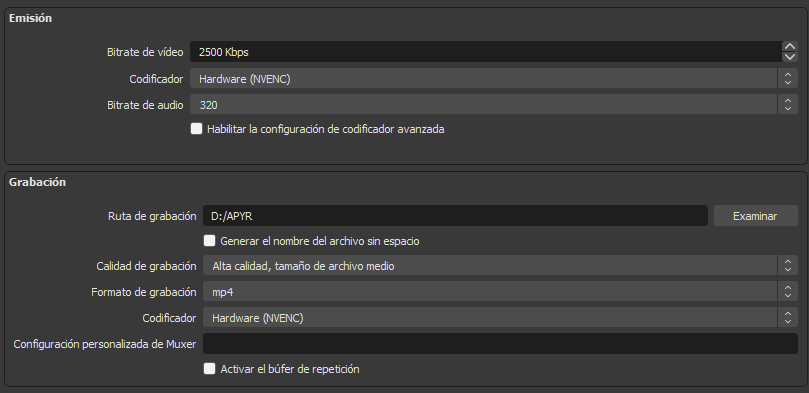 Emisión
Bitrate de vídeo 2500 Kbps
Codificador Hardware (NVENC)
Bitrate de audio 320
Habilitar la configuración de codificador avanzada
Grabación
Ruta de grabación D:/APYR Examinar
Generar el nombre del archivo sin espacio
Calidad de grabación Alta calidad, tamaño de archivo medio
Formato de grabación mp4
Codificador Hardware (NVENC)
Configuración personalizada de Muxer
Activar el búfer de repetición